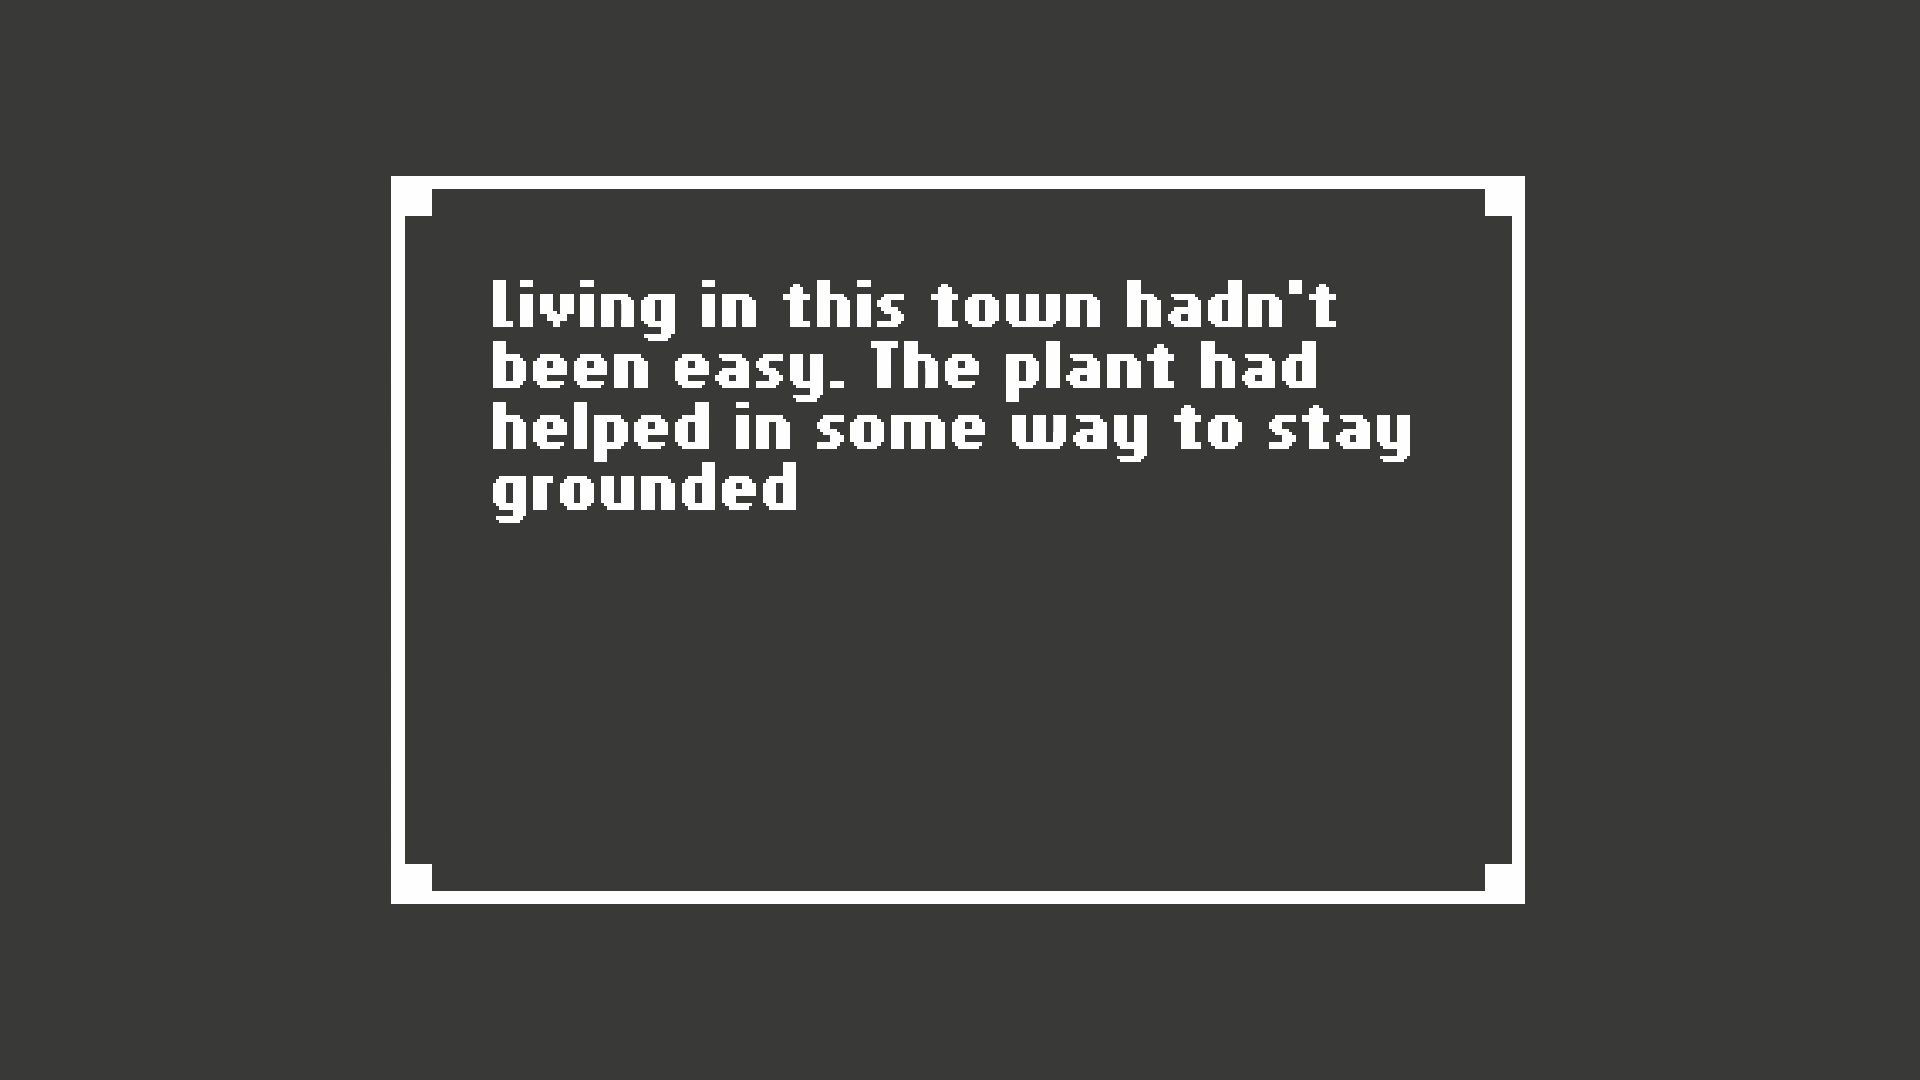 Living in this town hadn't
been easy. The plant had
helped in some way to stay
grounded